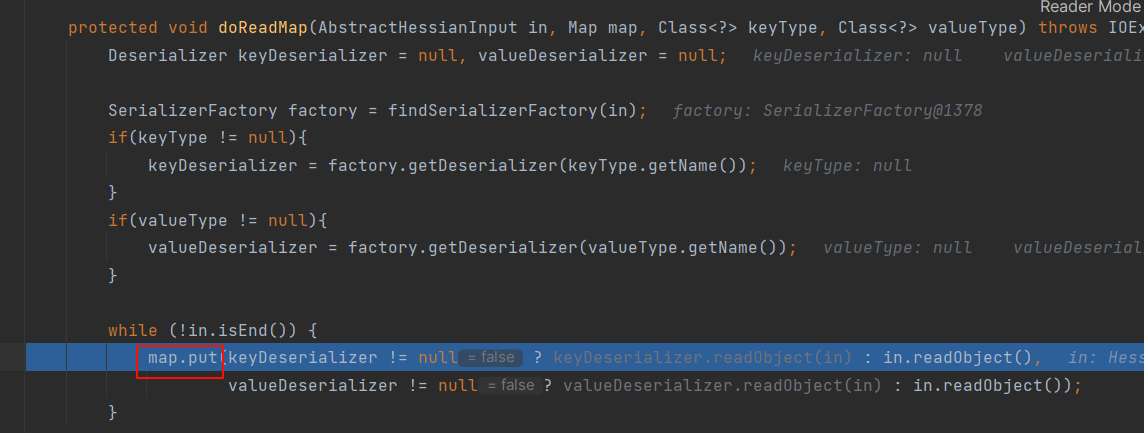 Reader Mode
protected void doReadMap(AbstractHessianInput in, Map map, Class<?> keyType, Class<?> valueType) throws IOEx
Deserializer keyDeserializer = null, valueDeserializer = null; keyDeserializer: null valueDeseriali
SerializerFactory factory = findSerializerFactory(in); factory: SerializerFactory@1378
if(keyType != null){
keyDeserializer = factory.getDeserializer(keyType.getName()); keyType: null
}
if(valueType != null){
valueDeserializer = factory.getDeserializer(valueType.getName()); valueType: null valueDeserial
}
while (!in.isEnd()) {
map.put(keyDeserializer != null = false ? keyDeserializer.readObject(in) : in.readObject(), in: Hess
valueDeserializer != null = false ? valueDeserializer.readObject(in) : in.readObject());
}